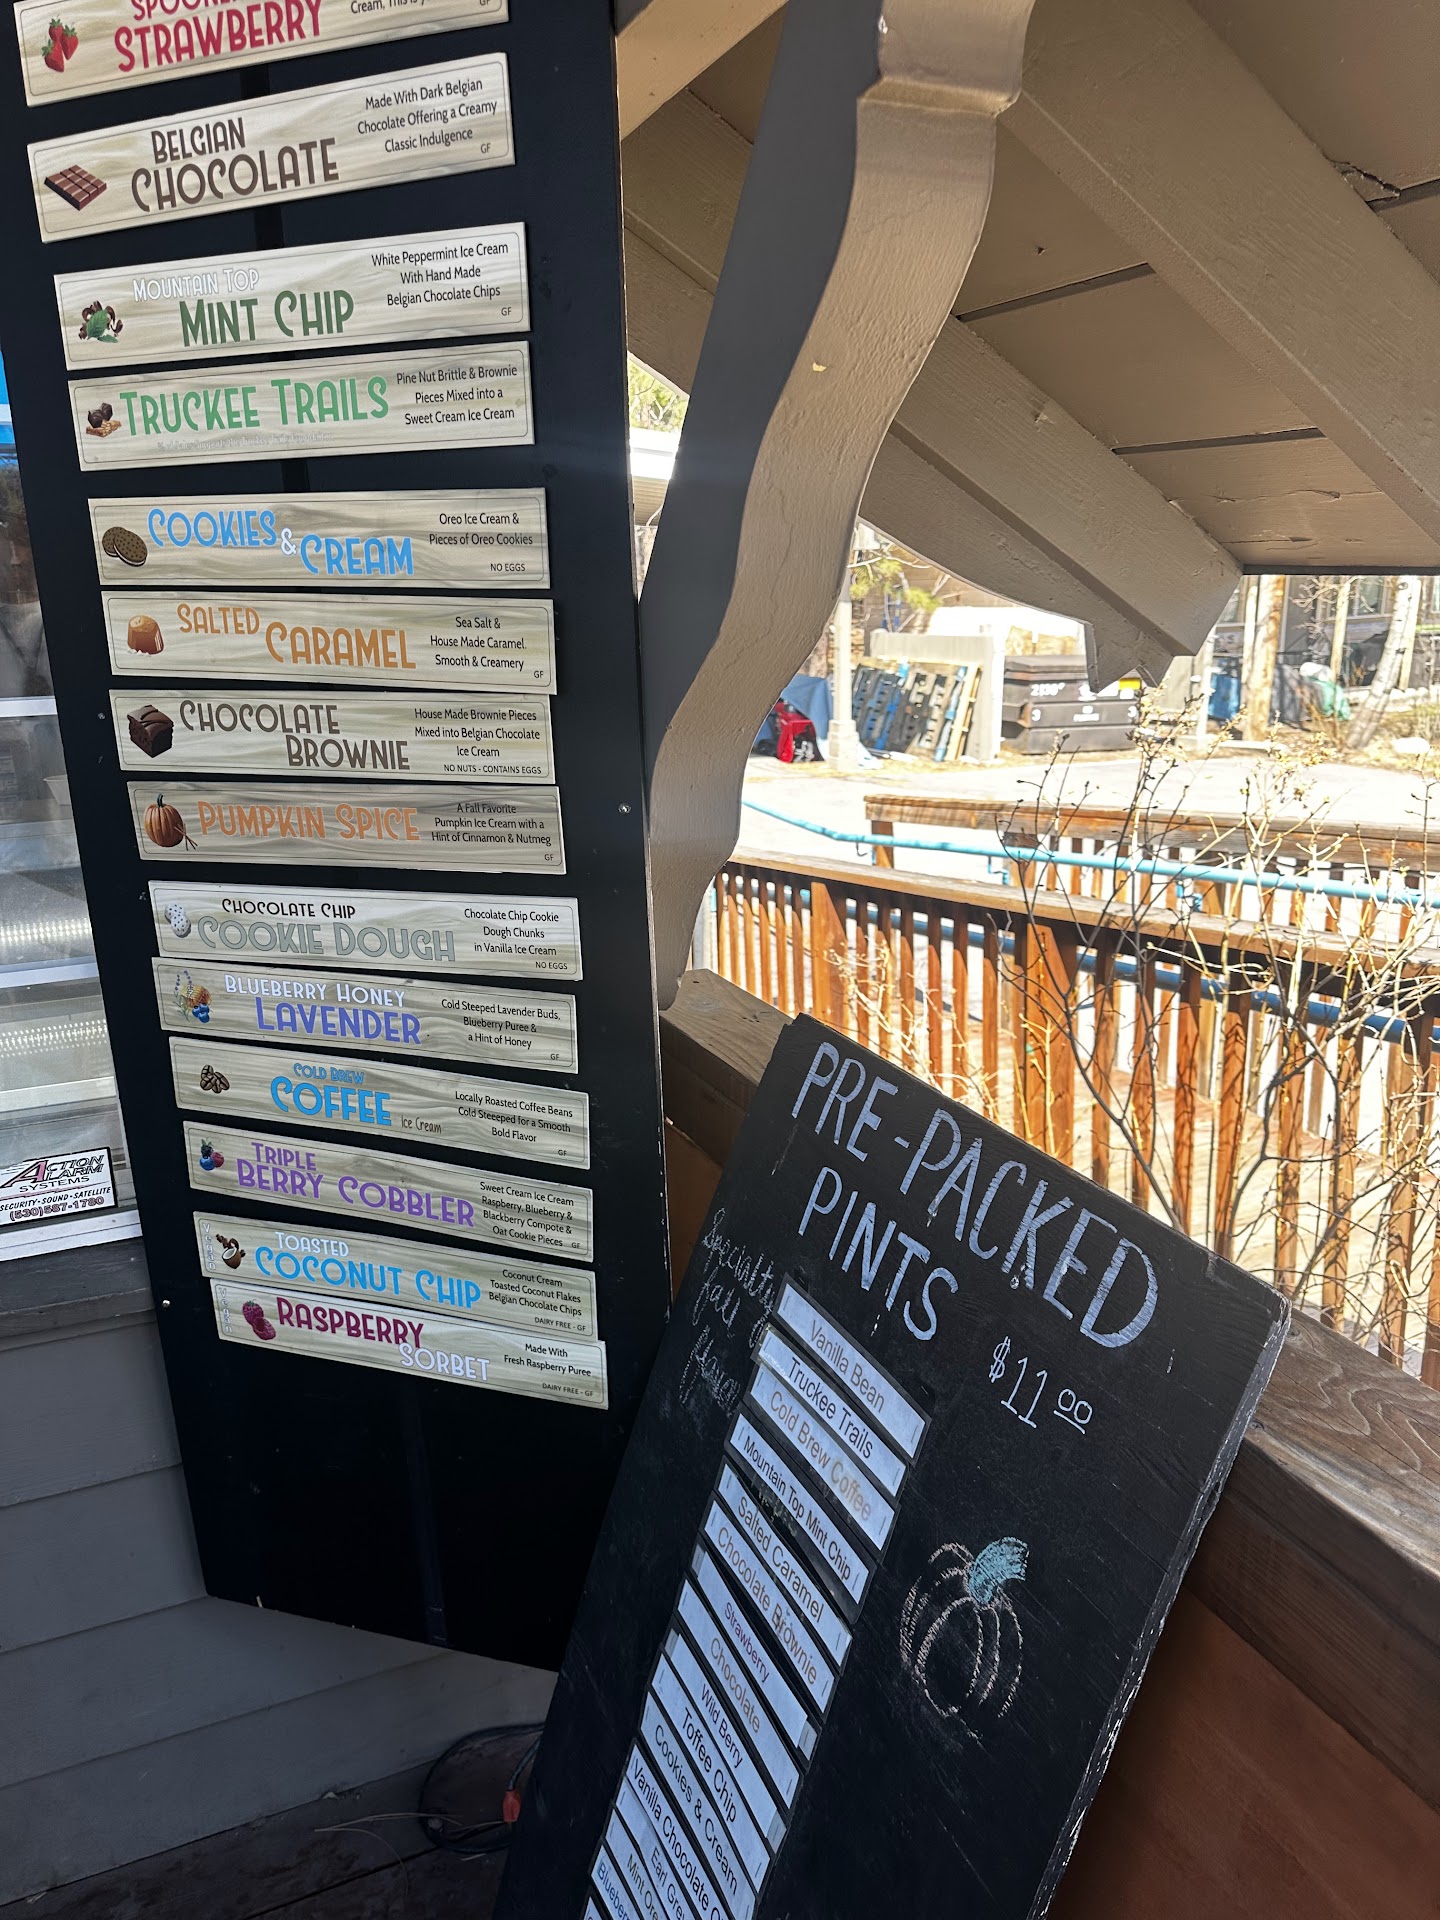 STRAWBERRY
Cream, This is
GF
BELGIAN
CHOCOLATE
Made With Dark Belgian
Chocolate Offering a Creamy
Classic Indulgence
GF
MOUNTAIN TOP
MINT CHIP
White Peppermint Ice Cream
With Hand Made
Belgian Chocolate Chips
GF
TRUCKEE TRAILS
Pine Nut Brittle & Brownie
Pieces Mixed into a
Sweet Cream Ice Cream
COOKIES & CREAM
Oreo Ice Cream &
Pieces of Oreo Cookies
NO EGGS
SALTED
CARAMEL
Sea Salt &
House Made Caramel.
Smooth & Creamery
GF
CHOCOLATE
BROWNIE
House Made Brownie Pieces
Mixed into Belgian Chocolate
Ice Cream
NO NUTS - CONTAINS EGGS
PUMPKIN SPICE
A Fall Favorite
Pumpkin Ice Cream with a
Hint of Cinnamon & Nutmeg
GF
CHOCOLATE CHIP
COOKIE DOUGH
Chocolate Chip Cookie
Dough Chunks
in Vanilla Ice Cream
NO EGGS
BLUEBERRY HONEY
LAVENDER
Cold Steeped Lavender Buds,
Blueberry Puree &
a Hint of Honey
GF
COLD BREW
COFFEE
Ice Cream
Locally Roasted Coffee Beans
Cold Steeeped for a Smooth
Bold Flavor
GF
TRIPLE
BERRY COBBLER
Sweet Cream Ice Cream
Raspberry, Blueberry &
Blackberry Compote &
Oat Cookie Pieces GF
VEGAN
TOASTED
COCONUT CHIP
Coconut Cream
Toasted Coconut Flakes
Belgian Chocolate Chips
DAIRY FREE - GF
VEGAN
RASPBERRY
SORBET
Made With
Fresh Raspberry Puree
DAIRY FREE - GF
ACTION
ALARM
SYSTEMS
SECURITY · SOUND · SATELLITE
(530) 587-1780
PRE-PACKED
PINTS
$11.00
Vanilla Bean
Truckee Trails
Cold Brew Coffee
Mountain Top Mint Chip
Salted Caramel
Chocolate Brownie
Strawberry
Chocolate
Wild Berry
Toffee Chip
Cookies & Cream
Vanilla Chocolate
Earl
Mint